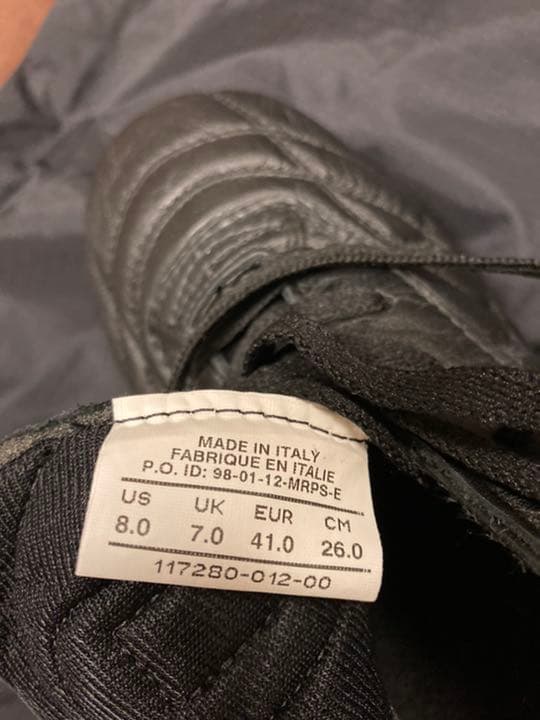 MADE IN ITALY
FABRIQUE EN ITALIE
P.O. ID: 98-01-12-MRPS-E
US UK EUR CM
8.0 7.0 41.0 26.0
117280-012-00